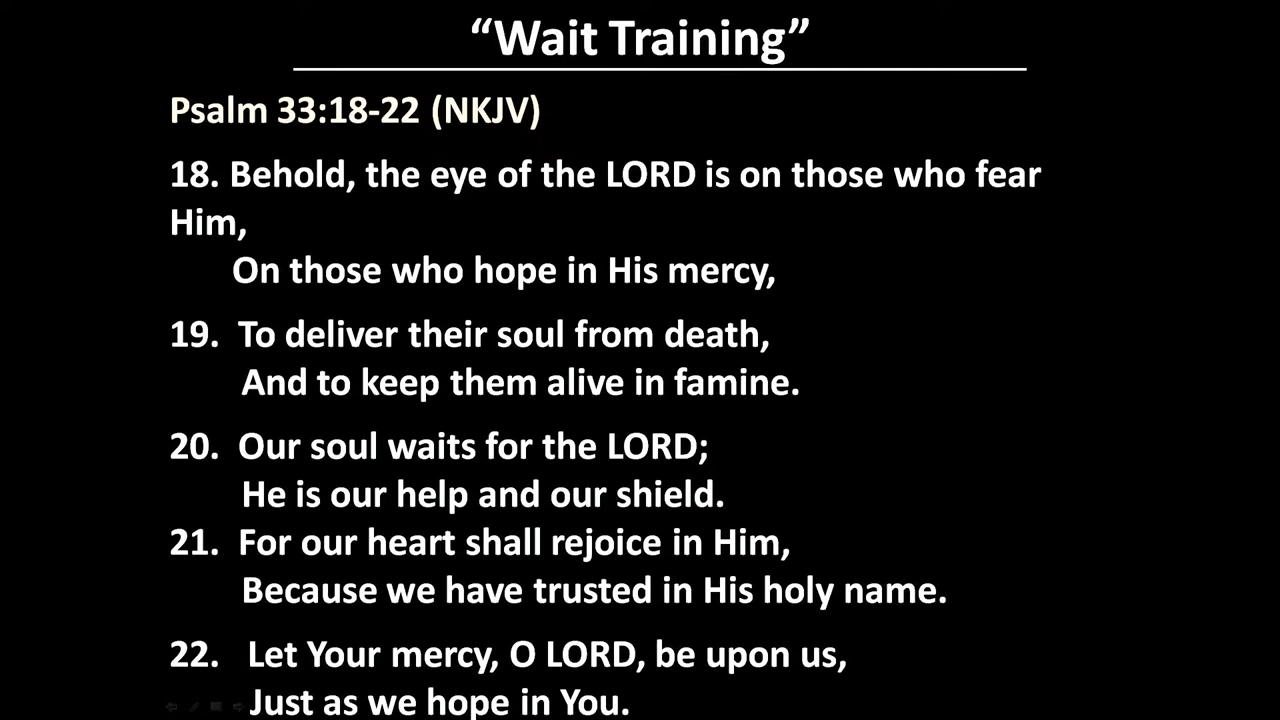 “Wait Training”
Psalm 33:18-22 (NKJV)
18. Behold, the eye of the LORD is on those who fear
Him,
On those who hope in His mercy,
19. To deliver their soul from death,
And to keep them alive in famine.
20. Our soul waits for the LORD;
He is our help and our shield.
21. For our heart shall rejoice in Him,
Because we have trusted in His holy name.
22. Let Your mercy, O LORD, be upon us,
Just as we hope in You.